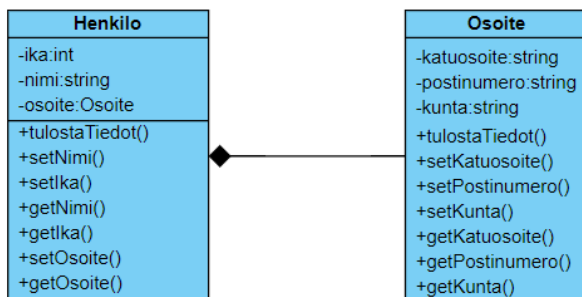 Henkilo
-ika:int
-nimi:string
-osoite:Osoite
+tulostaTiedot()
+setNimi()
+setIka()
+getNimi()
+getIka()
+setOsoite()
+getOsoite()
Osoite
-katuosoite:string
-postinumero:string
-kunta:string
+tulostaTiedot()
+setKatuosoite()
+setPostinumero()
+setKunta()
+getKatuosoite()
+getPostinumero()
+getKunta()